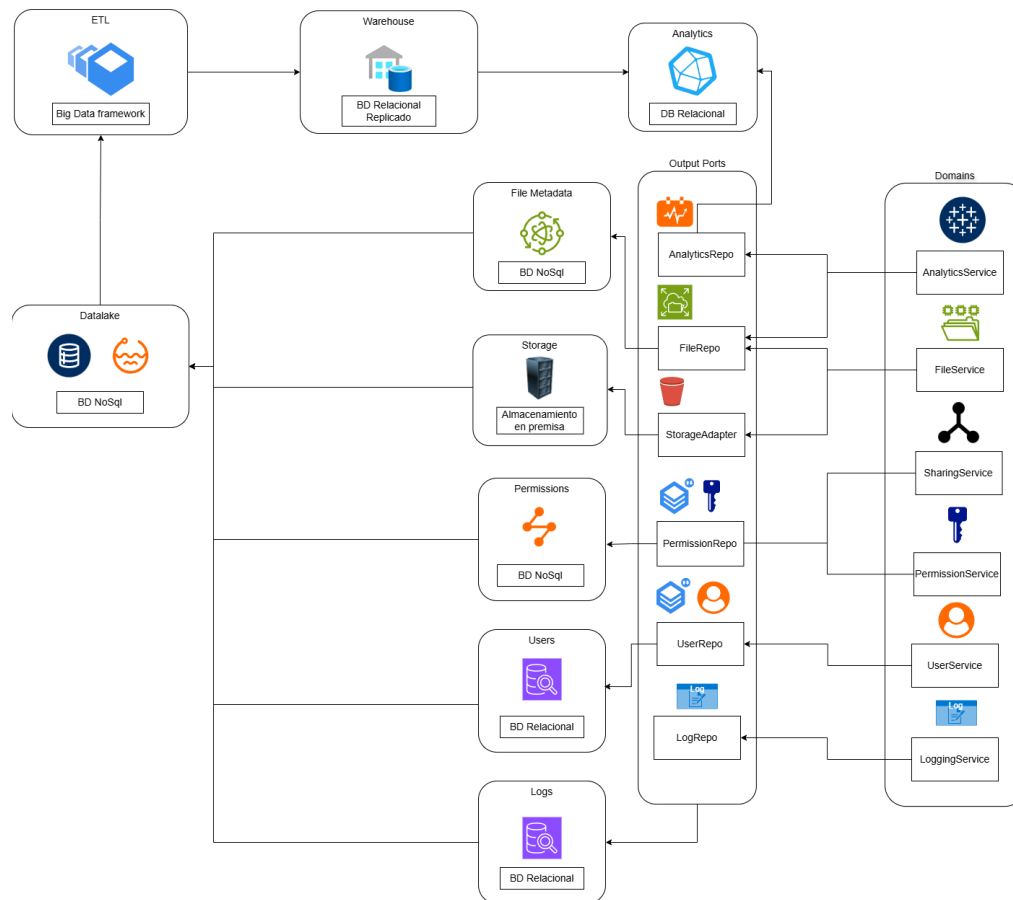 ETL
Big Data framework
Warehouse
BD Relacional
Replicado
Analytics
DB Relacional
File Metadata
BD NoSql
Datalake
BD NoSql
Storage
Almacenamiento
en premisa
Permissions
BD NoSql
Users
BD Relacional
Logs
BD Relacional
Output Ports
AnalyticsRepo
FileRepo
StorageAdapter
PermissionRepo
UserRepo
Log
LogRepo
Domains
AnalyticsService
FileService
SharingService
PermissionService
UserService
Log
LoggingService